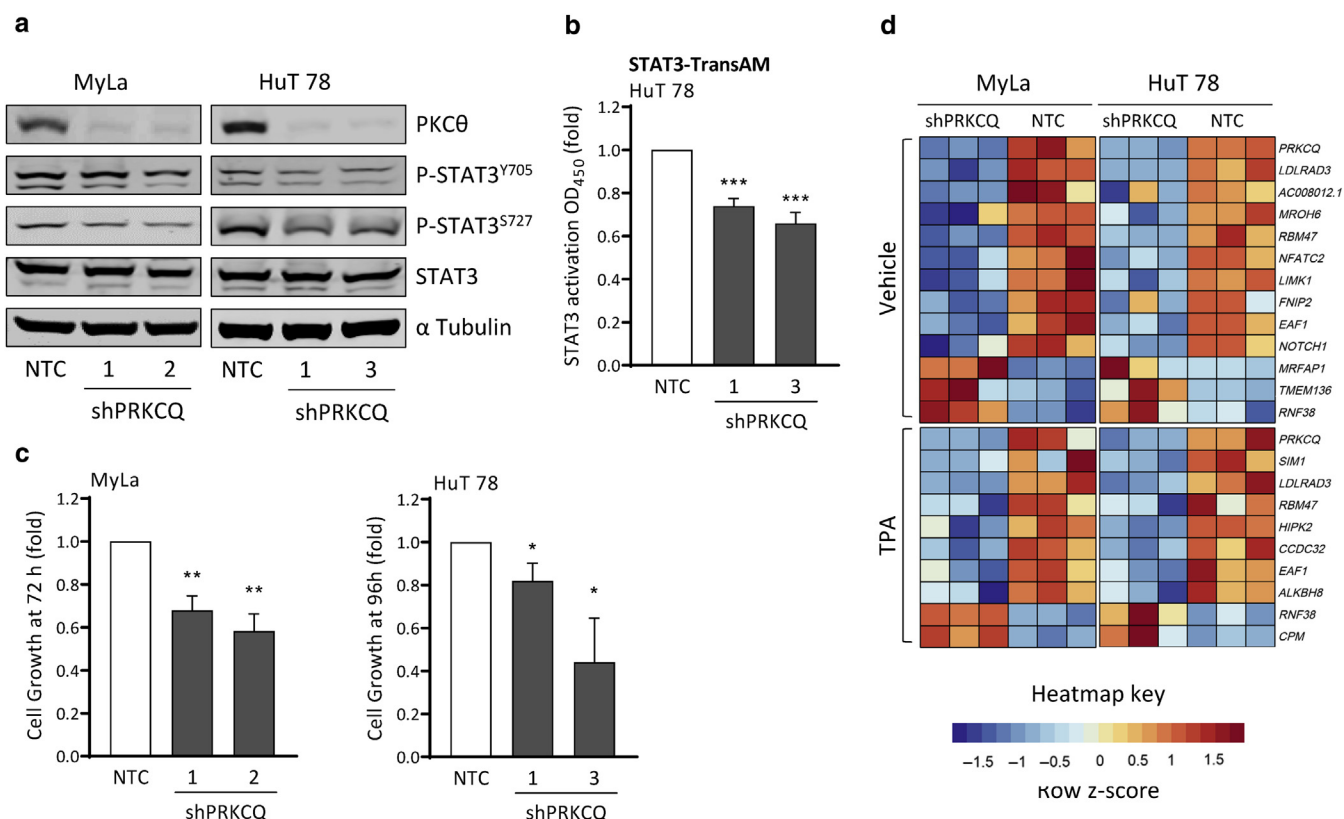 a
MyLa
HuT 78
PKCθ
P-STAT3Y705
P-STAT3S727
STAT3
α Tubulin
NTC 1 2 NTC 1 3
shPRKCQ shPRKCQ
b
STAT3-TransAM
HuT 78
STAT3 activation OD450 (fold)
1.2
1.0
0.8
0.6
0.4
0.2
0.0
***
***
NTC 1 3
shPRKCQ
c
MyLa
Cell Growth at 72 h (fold)
1.2
1.0
0.8
0.6
0.4
0.2
0.0
**
**
NTC 1 2
shPRKCQ
HuT 78
Cell Growth at 96h (fold)
1.2
1.0
0.8
0.6
0.4
0.2
0.0
*
*
NTC 1 3
shPRKCQ
d
MyLa HuT 78
shPRKCQ NTC shPRKCQ NTC
Vehicle
PRKCQ
LDLRAD3
AC008012.1
MROH6
RBM47
NFATC2
LIMK1
FNIP2
EAF1
NOTCH1
MRFAP1
TMEM136
RNF38
TPA
PRKCQ
SIM1
LDLRAD3
RBM47
HIPK2
CCDC32
EAF1
ALKBH8
RNF38
CPM
Heatmap key
–1.5 –1 –0.5 0 0.5 1 1.5
Row z-score